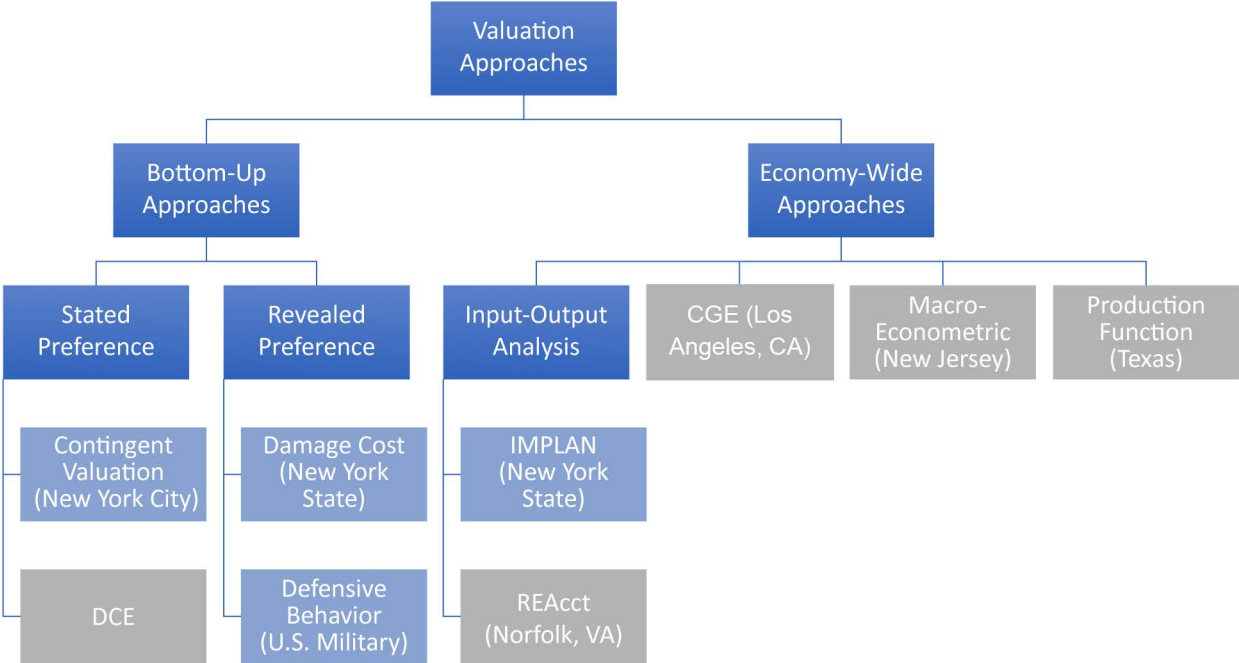 Valuation
Approaches
Bottom-Up
Approaches
Economy-Wide
Approaches
Stated
Preference
Revealed
Preference
Input-Output
Analysis
CGE (Los
Angeles, CA)
Macro-
Econometric
(New Jersey)
Production
Function
(Texas)
Contingent
Valuation
(New York City)
Damage Cost
(New York
State)
IMPLAN
(New York
State)
DCE
Defensive
Behavior
(U.S. Military)
REAcct
(Norfolk, VA)